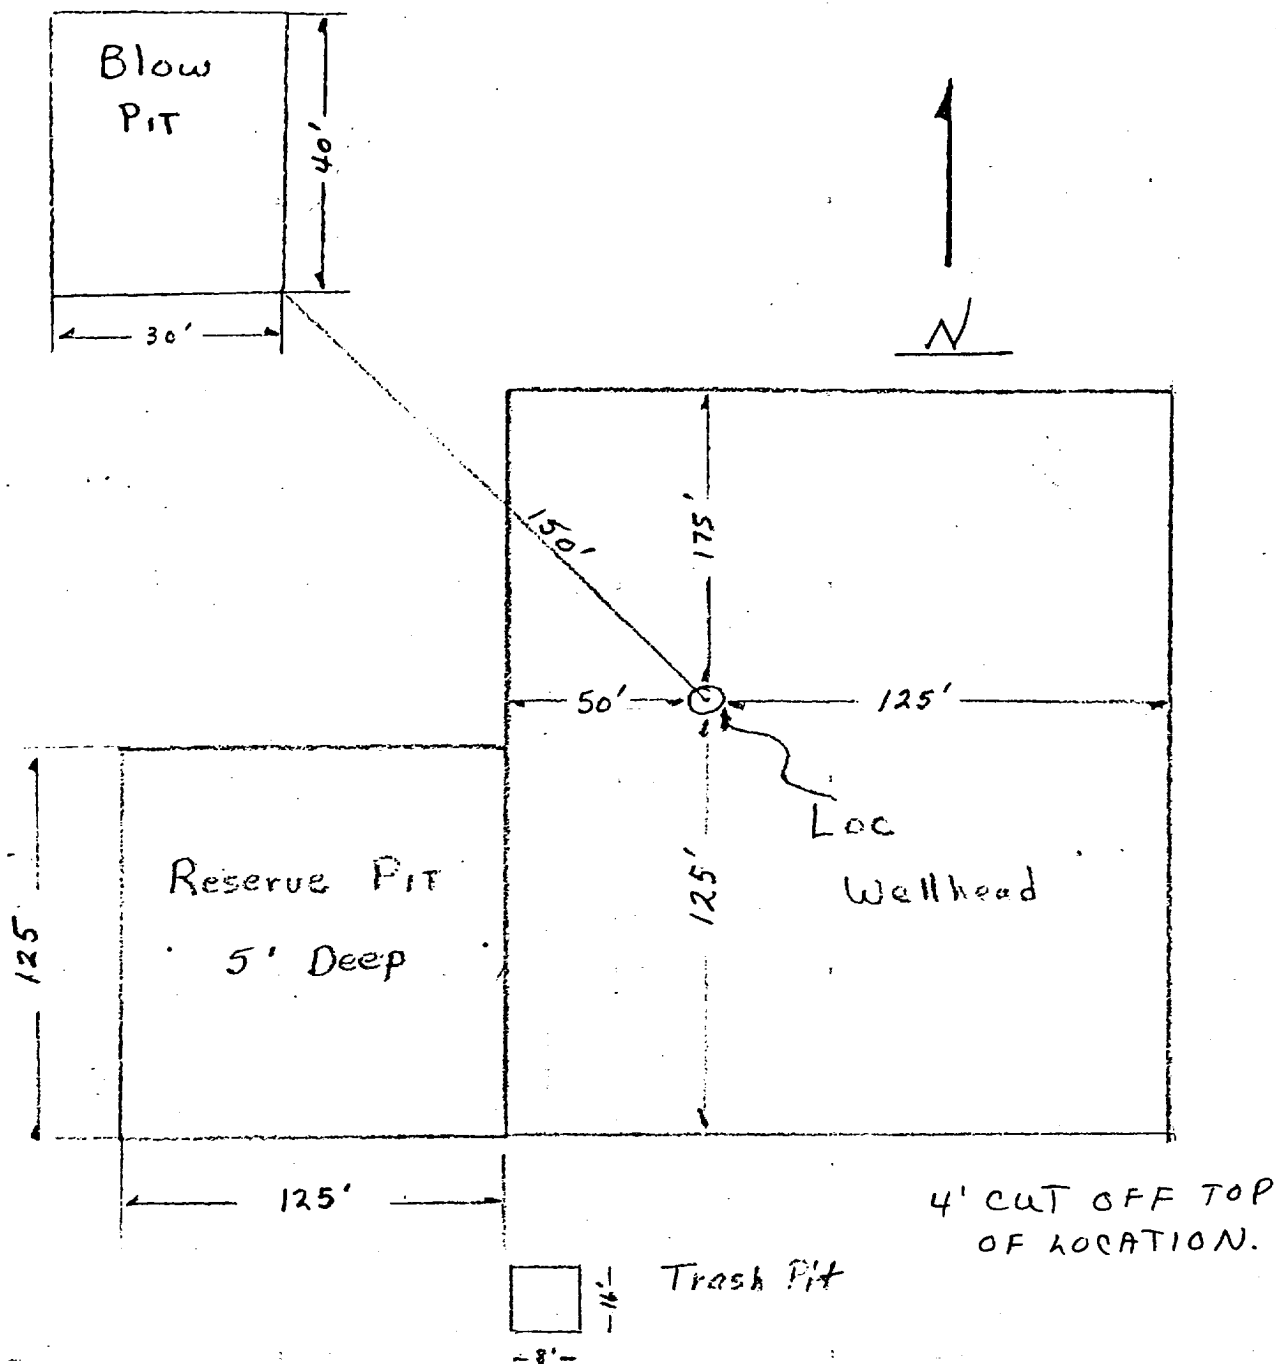 Blow
PIT
40'
30'
N
150'
175'
50'
125'
Loc
Wellhead
125'
Reserve PIT
5' Deep
125
125'
4' CUT OFF TOP
OF LOCATION.
Trash Pit
16'
8'